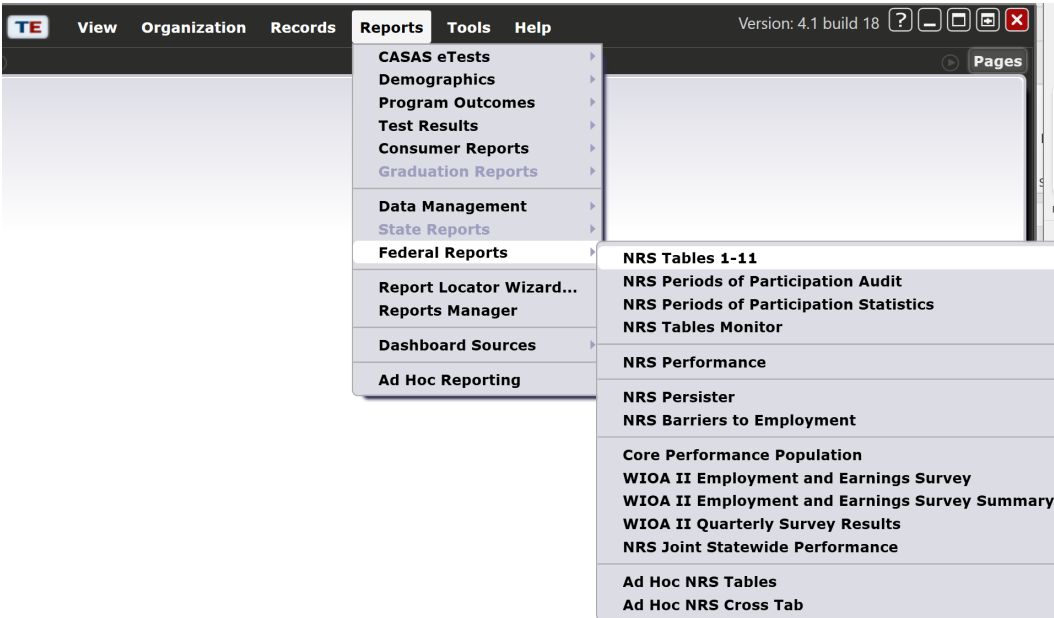 TE View Organization Records Reports Tools Help Version: 4.1 build 18 ?
Pages
CASAS eTests
Demographics
Program Outcomes
Test Results
Consumer Reports
Graduation Reports
Data Management
State Reports
Federal Reports
Report Locator Wizard...
Reports Manager
Dashboard Sources
Ad Hoc Reporting
NRS Tables 1-11
NRS Periods of Participation Audit
NRS Periods of Participation Statistics
NRS Tables Monitor
NRS Performance
NRS Persister
NRS Barriers to Employment
Core Performance Population
WIOA II Employment and Earnings Survey
WIOA II Employment and Earnings Survey Summary
WIOA II Quarterly Survey Results
NRS Joint Statewide Performance
Ad Hoc NRS Tables
Ad Hoc NRS Cross Tab